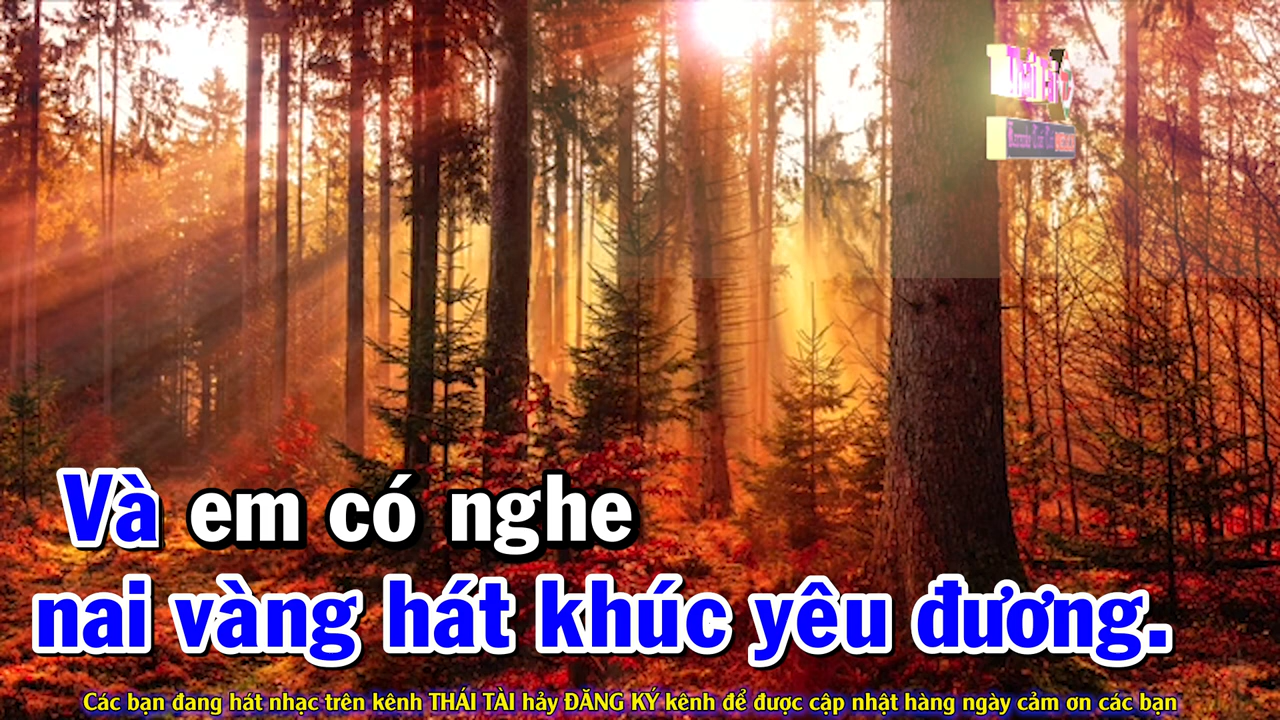 Và em có nghe
nai vàng hát khúc yêu đương.
Các bạn đang hát nhạc trên kênh THÁI TÀI hảy ĐĂNG KÝ kênh để được cập nhật hàng ngày cảm ơn các bạn